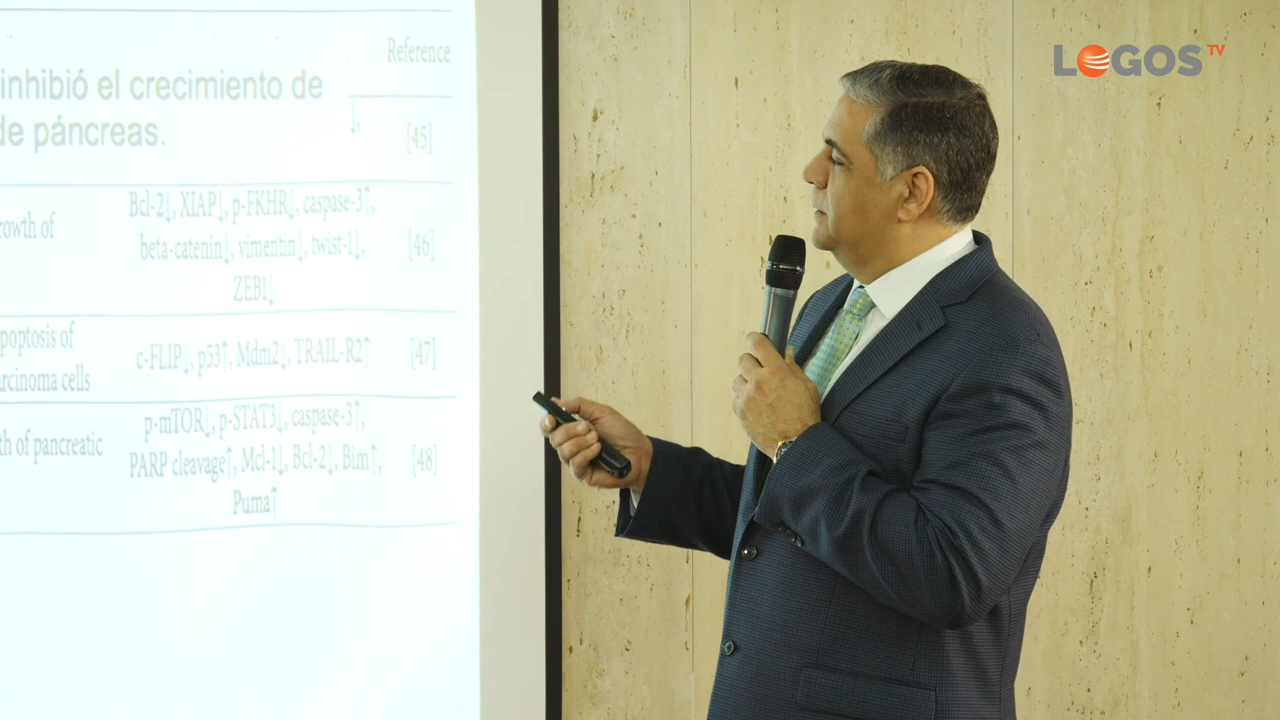 LOGOS TV
Reference
inhibió el crecimiento de
de páncreas.
↓,
[45]
rowth of
Bcl-2↓, XIAP↓, p-FKHR↓, caspase-3↑,
beta-catenin↓, vimentin↓, twist-1↓,
ZEB1↓
[46]
poptosis of
rcinoma cells
c-FLIP↓, p53↑, Mdm2↓, TRAIL-R2↑
[47]
th of pancreatic
p-mTOR↓, p-STAT3↓, caspase-3↑,
PARP cleavage↑, Mcl-1↓, Bcl-2↓, Bim↑,
Puma↑
[48]